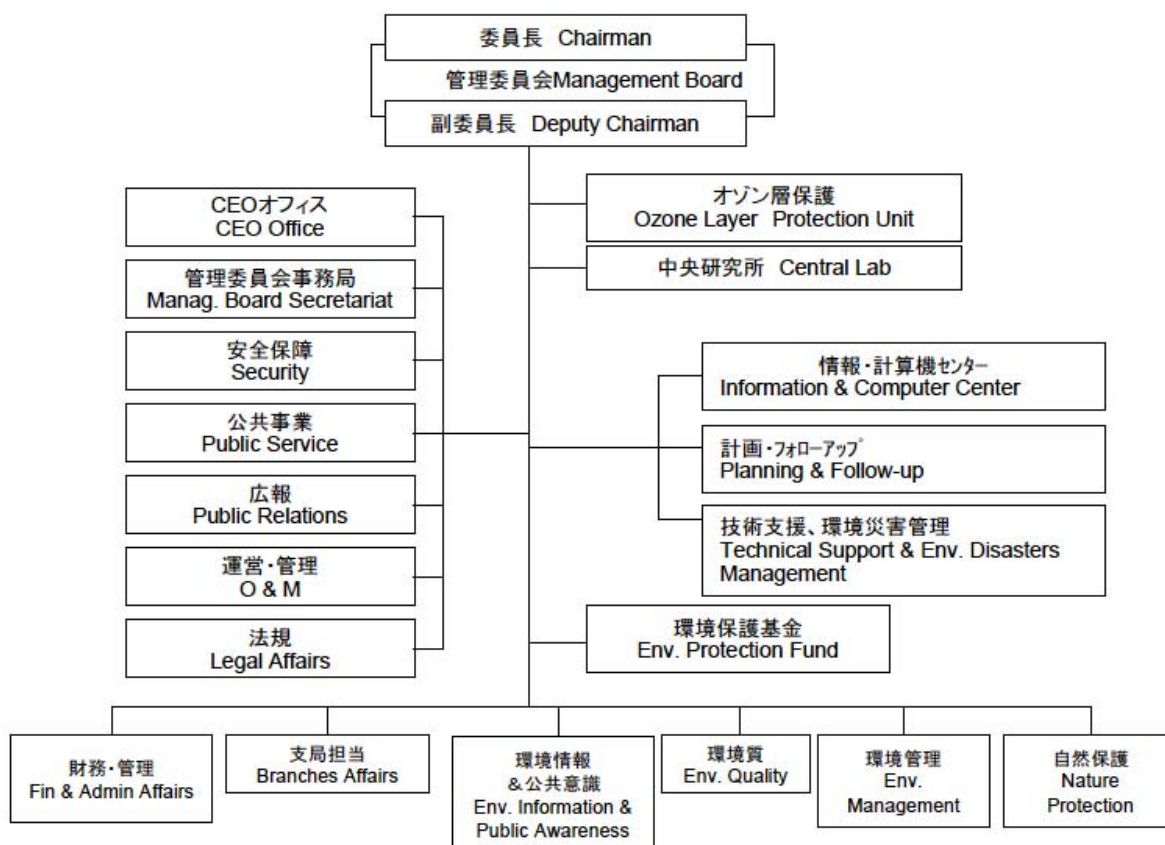 委員長 Chairman
管理委員会Management Board
副委員長 Deputy Chairman
CEOオフィス
CEO Office
管理委員会事務局
Manag. Board Secretariat
安全保障
Security
公共事業
Public Service
広報
Public Relations
運営・管理
O & M
法規
Legal Affairs
オゾン層保護
Ozone Layer Protection Unit
中央研究所 Central Lab
情報・計算機ｾﾝﾀｰ
Information & Computer Center
計画・ﾌｫﾛｰｱｯﾌﾟ
Planning & Follow-up
技術支援、環境災害管理
Technical Support & Env. Disasters
Management
環境保護基金
Env. Protection Fund
財務・管理
Fin & Admin Affairs
支局担当
Branches Affairs
環境情報
＆公共意識
Env. Information &
Public Awareness
環境質
Env. Quality
環境管理
Env.
Management
自然保護
Nature
Protection